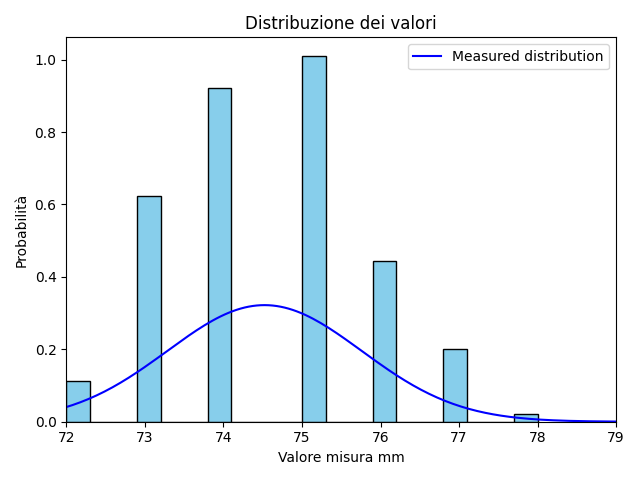 Distribuzione dei valori
Measured distribution
Probabilità
1.0
0.8
0.6
0.4
0.2
0.0
72 73 74 75 76 77 78 79
Valore misura mm